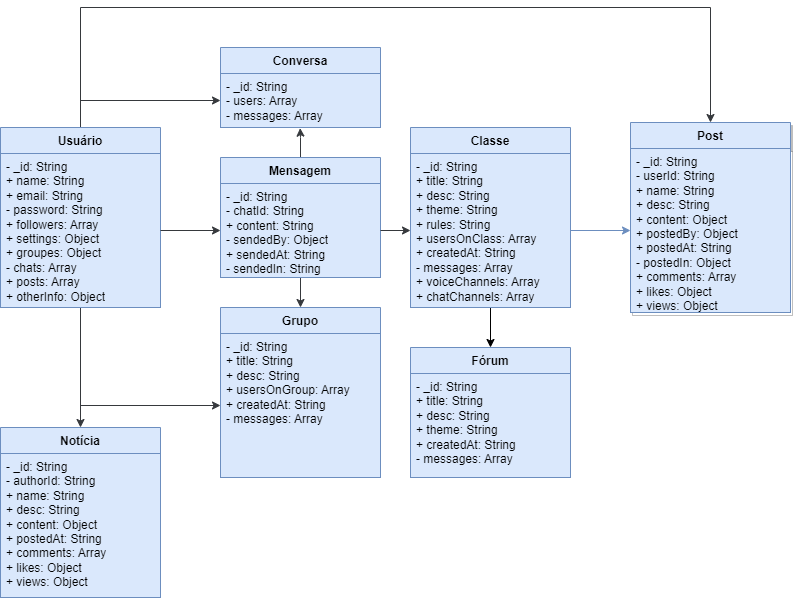 Conversa
- _id: String
- users: Array
- messages: Array
Usuário
- _id: String
+ name: String
+ email: String
- password: String
+ followers: Array
+ settings: Object
+ groupes: Object
- chats: Array
+ posts: Array
+ otherInfo: Object
Mensagem
- _id: String
- chatId: String
+ content: String
- sendedBy: Object
+ sendedAt: String
- sendedIn: String
Classe
- _id: String
+ title: String
+ desc: String
+ theme: String
+ rules: String
+ usersOnClass: Array
+ createdAt: String
- messages: Array
+ voiceChannels: Array
+ chatChannels: Array
Post
- _id: String
- userId: String
+ name: String
+ desc: String
+ content: Object
+ postedBy: Object
+ postedAt: String
- postedIn: Object
+ comments: Array
+ likes: Object
+ views: Object
Grupo
- _id: String
+ title: String
+ desc: String
+ usersOnGroup: Array
+ createdAt: String
- messages: Array
Fórum
- _id: String
+ title: String
+ desc: String
+ theme: String
+ createdAt: String
- messages: Array
Notícia
- _id: String
- authorId: String
+ name: String
+ desc: String
+ content: Object
+ postedAt: String
+ comments: Array
+ likes: Object
+ views: Object